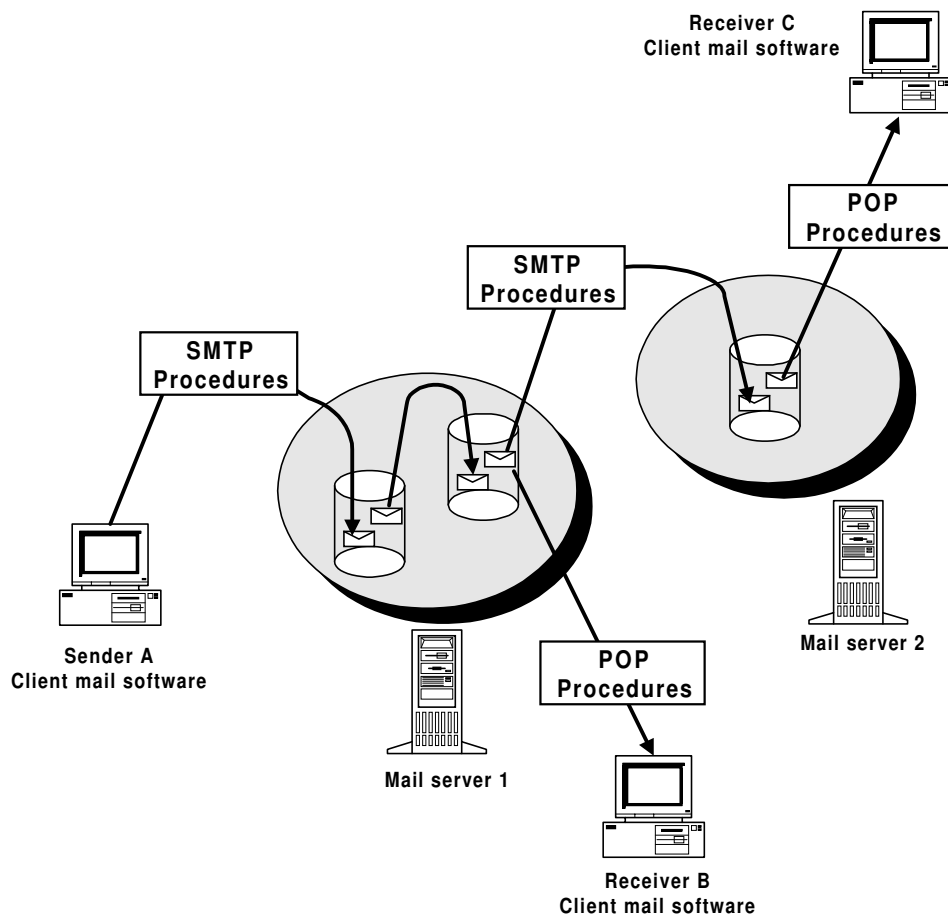 Receiver C
Client mail software
POP
Procedures
SMTP
Procedures
SMTP
Procedures
Mail server 2
Sender A
Client mail software
POP
Procedures
Mail server 1
Receiver B
Client mail software